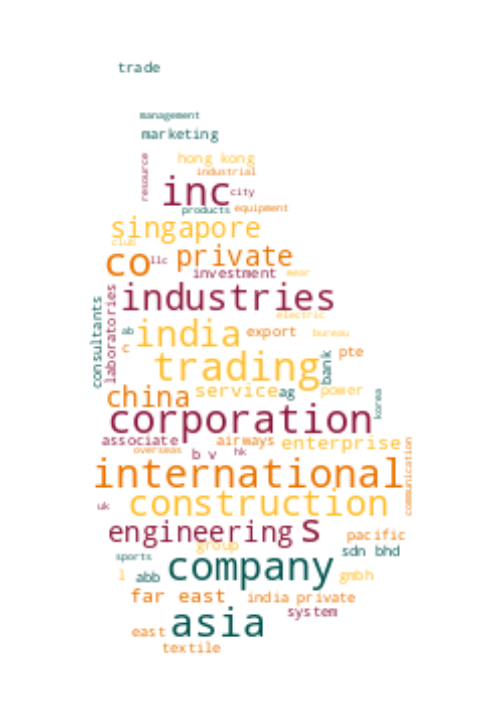 trade
management
marketing
resource
hong kong
industrial
inc
city
products
equipment
singapore
club
co
llc
private
investment
wear
industries
electric
consultants
laboratories
ab
india
export
bureau
c
trading
bank
pte
china
service
ag
power
korea
corporation
associate
airways
enterprise
overseas
b v
hk
communication
international
uk
construction
engineering
s
pacific
group
sdn bhd
sports
company
l
abb
gmbh
far east
india private
system
asia
east
textile